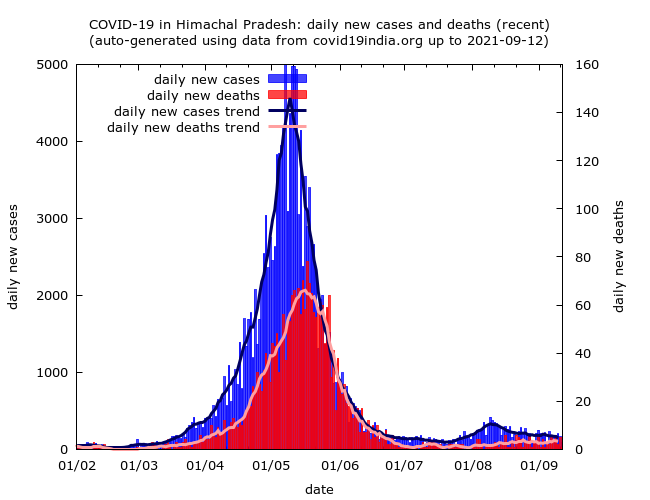 COVID-19 in Himachal Pradesh: daily new cases and deaths (recent)
(auto-generated using data from covid19india.org up to 2021-09-12)
daily new cases
daily new deaths
daily new cases trend
daily new deaths trend
5000
4000
3000
2000
1000
0
160
140
120
100
80
60
40
20
0
daily new cases
daily new deaths
01/02 01/03 01/04 01/05 01/06 01/07 01/08 01/09
date